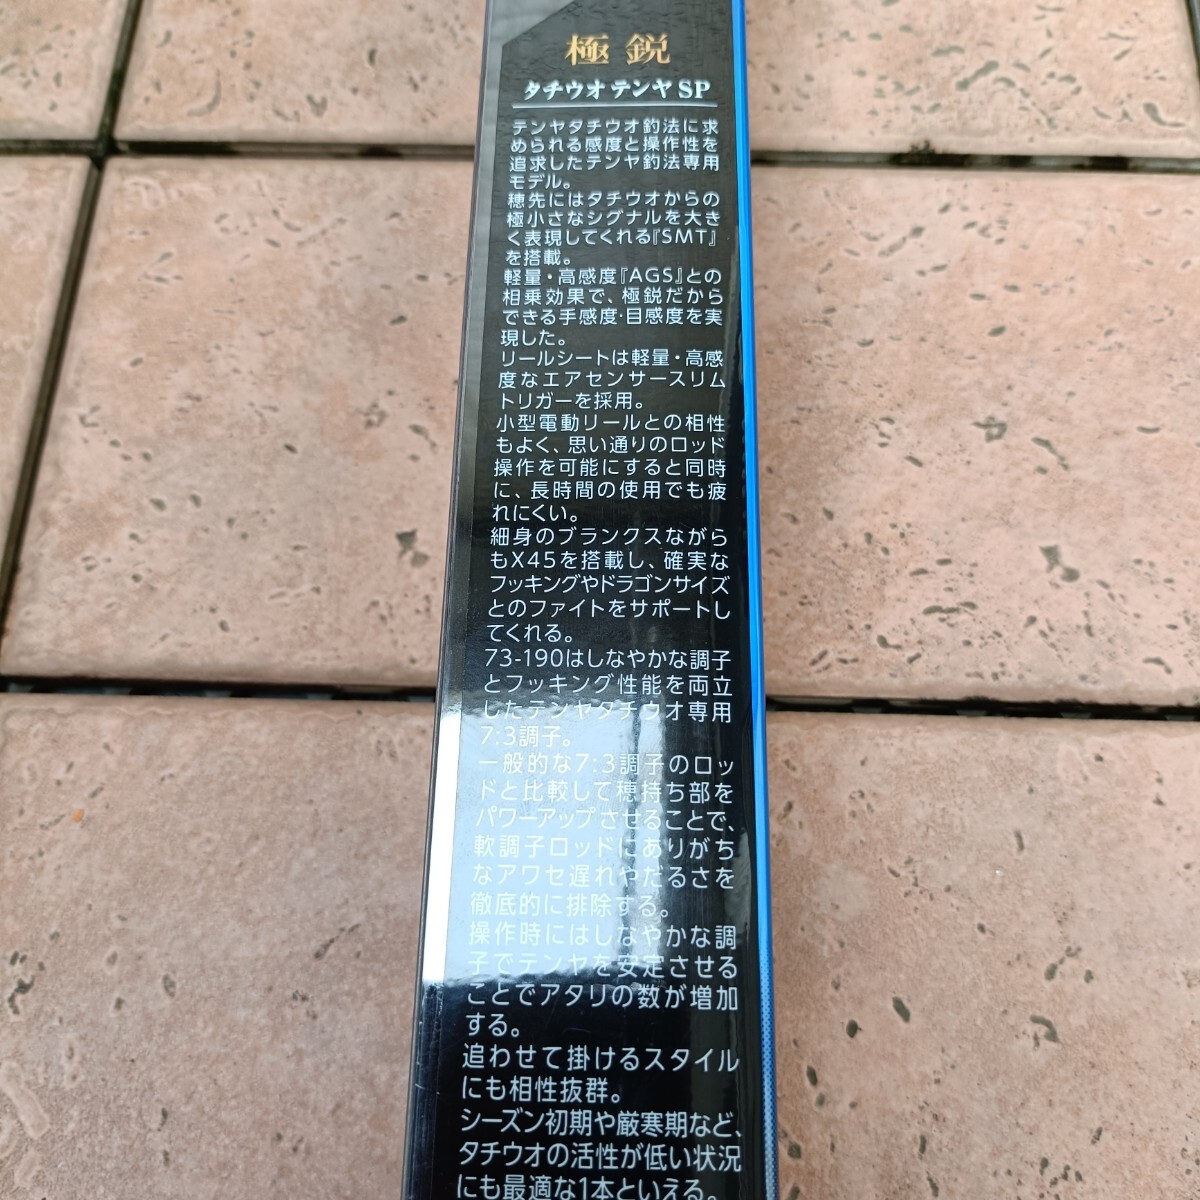 極鋭
タチウオ テンヤ SP
テンヤタチウオ釣法に求
められる感度と操作性を
追求したテンヤ釣法専用
モデル。
穂先にはタチウオからの
極小さなシグナルを大き
く表現してくれる『SMT』
を搭載。
軽量・高感度『AGS』との
相乗効果で、極鋭だから
できる手感度・目感度を実
現した。
リールシートは軽量・高感
度なエアセンサースリム
トリガーを採用。
小型電動リールとの相性
もよく、思い通りのロッド
操作を可能にすると同時
に、長時間の使用でも疲
れにくい。
細身のブランクスながら
もX45を搭載し、確実な
フッキングやドラゴンサイズ
とのファイトをサポートし
てくれる。
73-190はしなやかな調子
とフッキング性能を両立
したテンヤタチウオ専用
7:3調子。
一般的な7:3調子のロッ
ドと比較して穂持ち部を
パワーアップさせることで、
軟調子ロッドにありがち
なアワセ遅れやだるさを
徹底的に排除する。
操作時にはしなやかな調
子でテンヤを安定させる
ことでアタリの数が増加
する。
追わせて掛けるスタイル
にも相性抜群。
シーズン初期や厳寒期など、
タチウオの活性が低い状況
にも最適な1本といえる。